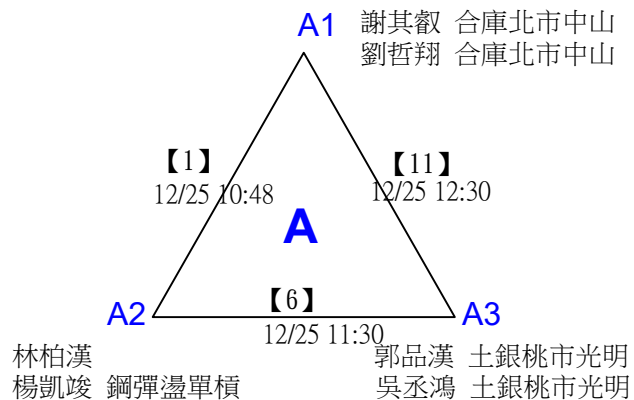 A1
謝其叡 合庫北市中山
劉哲翔 合庫北市中山
【1】
12/25 10:48
【11】
12/25 12:30
A
【6】
12/25 11:30
A2
A3
林柏漢
楊凱竣 鋼彈盪單槓
郭品漢 土銀桃市光明
吳丞鴻 土銀桃市光明